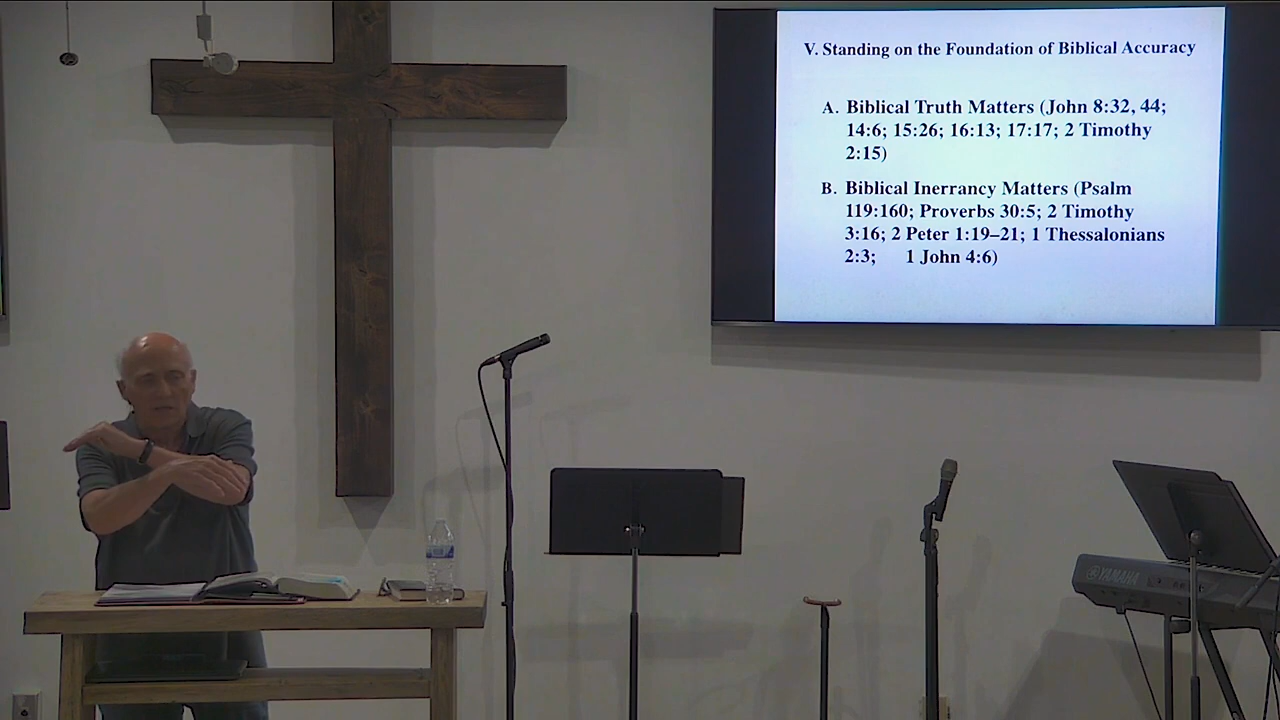 V. Standing on the Foundation of Biblical Accuracy
A. Biblical Truth Matters (John 8:32, 44;
14:6; 15:26; 16:13; 17:17; 2 Timothy
2:15)
B. Biblical Inerrancy Matters (Psalm
119:160; Proverbs 30:5; 2 Timothy
3:16; 2 Peter 1:19–21; 1 Thessalonians
2:3; 1 John 4:6)
YAMAHA